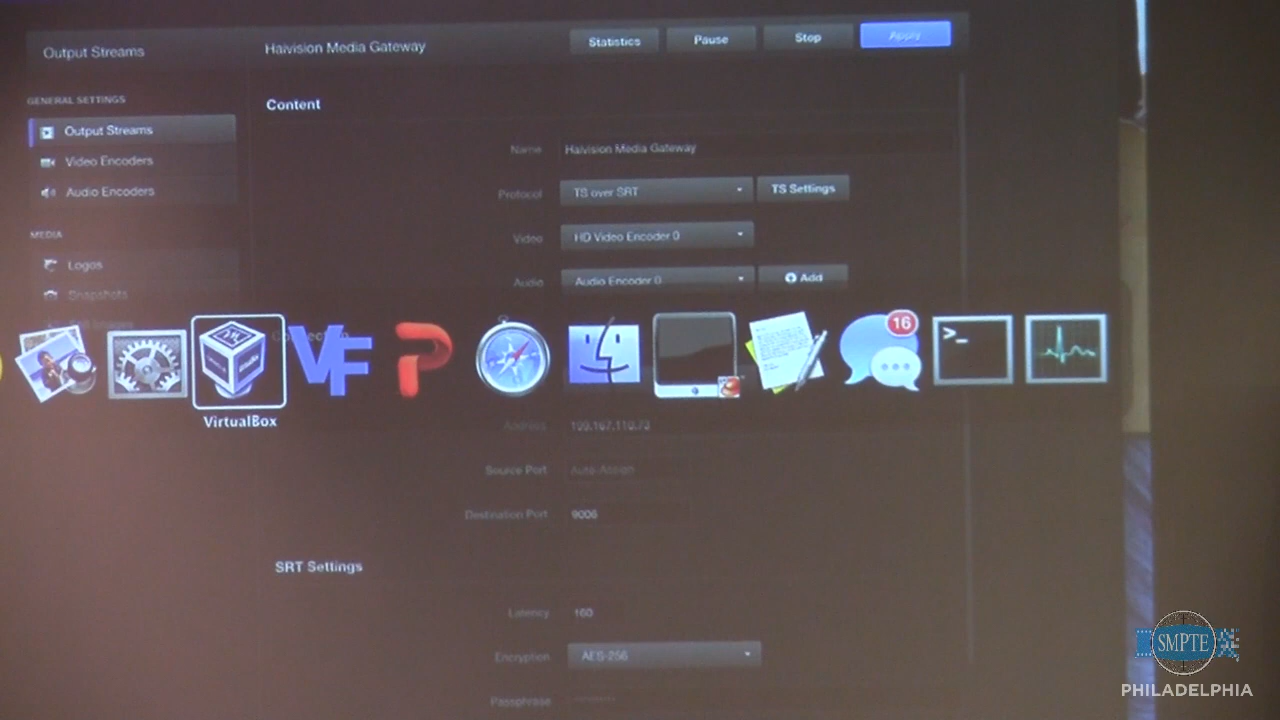 Output Streams
Haivision Media Gateway
Statistics
Pause
Stop
Apply
GENERAL SETTINGS
Output Streams
Video Encoders
Audio Encoders
MEDIA
Logos
Snapshots
Content
Name Haivision Media Gateway
Protocol TS over SRT TS Settings
Video HD Video Encoder 0
Audio Audio Encoder 0 Add
VF
16
>_
VirtualBox
Address
Source Port Auto-Assign
Destination Port
SRT Settings
Latency 160
Encryption AES-256
Passphrase
SMPTE
PHILADELPHIA